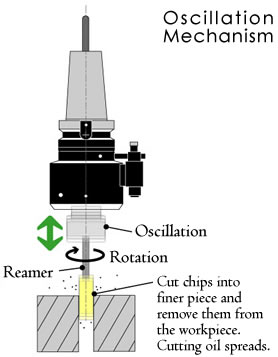 Oscillation
Mechanism
Oscillation
Rotation
Reamer
Cut chips into
finer piece and
remove them from
the workpiece.
Cutting oil spreads.